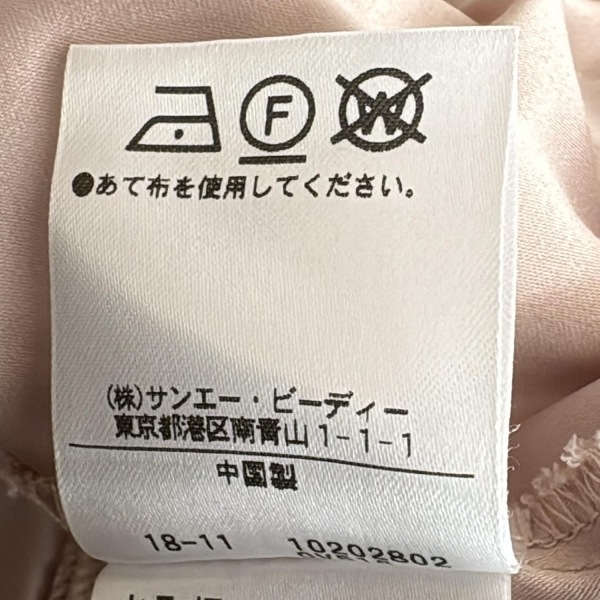 F W
●あて布を使用してください。
(株)サンエー・ビーディー
東京都港区南青山1-1-1
中国製
18-11 10202802